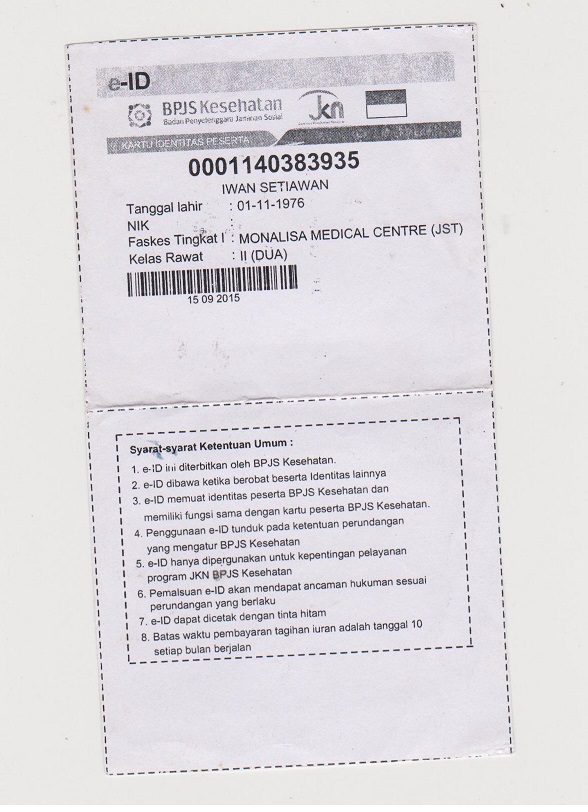 e-ID
BPJS Kesehatan
Badan Penyelenggara Jaminan Sosial
jkn
KARTU IDENTITAS PESERTA
0001140383935
IWAN SETIAWAN
Tanggal lahir : 01-11-1976
NIK :
Faskes Tingkat I : MONALISA MEDICAL CENTRE (JST)
Kelas Rawat : II (DUA)
15 09 2015
Syarat-syarat Ketentuan Umum :
1. e-ID ini diterbitkan oleh BPJS Kesehatan.
2. e-ID dibawa ketika berobat beserta Identitas lainnya
3. e-ID memuat identitas peserta BPJS Kesehatan dan
memiliki fungsi sama dengan kartu peserta BPJS Kesehatan.
4. Penggunaan e-ID tunduk pada ketentuan perundangan
yang mengatur BPJS Kesehatan
5. e-ID hanya dipergunakan untuk kepentingan pelayanan
program JKN BPJS Kesehatan
6. Pemalsuan e-ID akan mendapat ancaman hukuman sesuai
perundangan yang berlaku
7. e-ID dapat dicetak dengan tinta hitam
8. Batas waktu pembayaran tagihan iuran adalah tanggal 10
setiap bulan berjalan